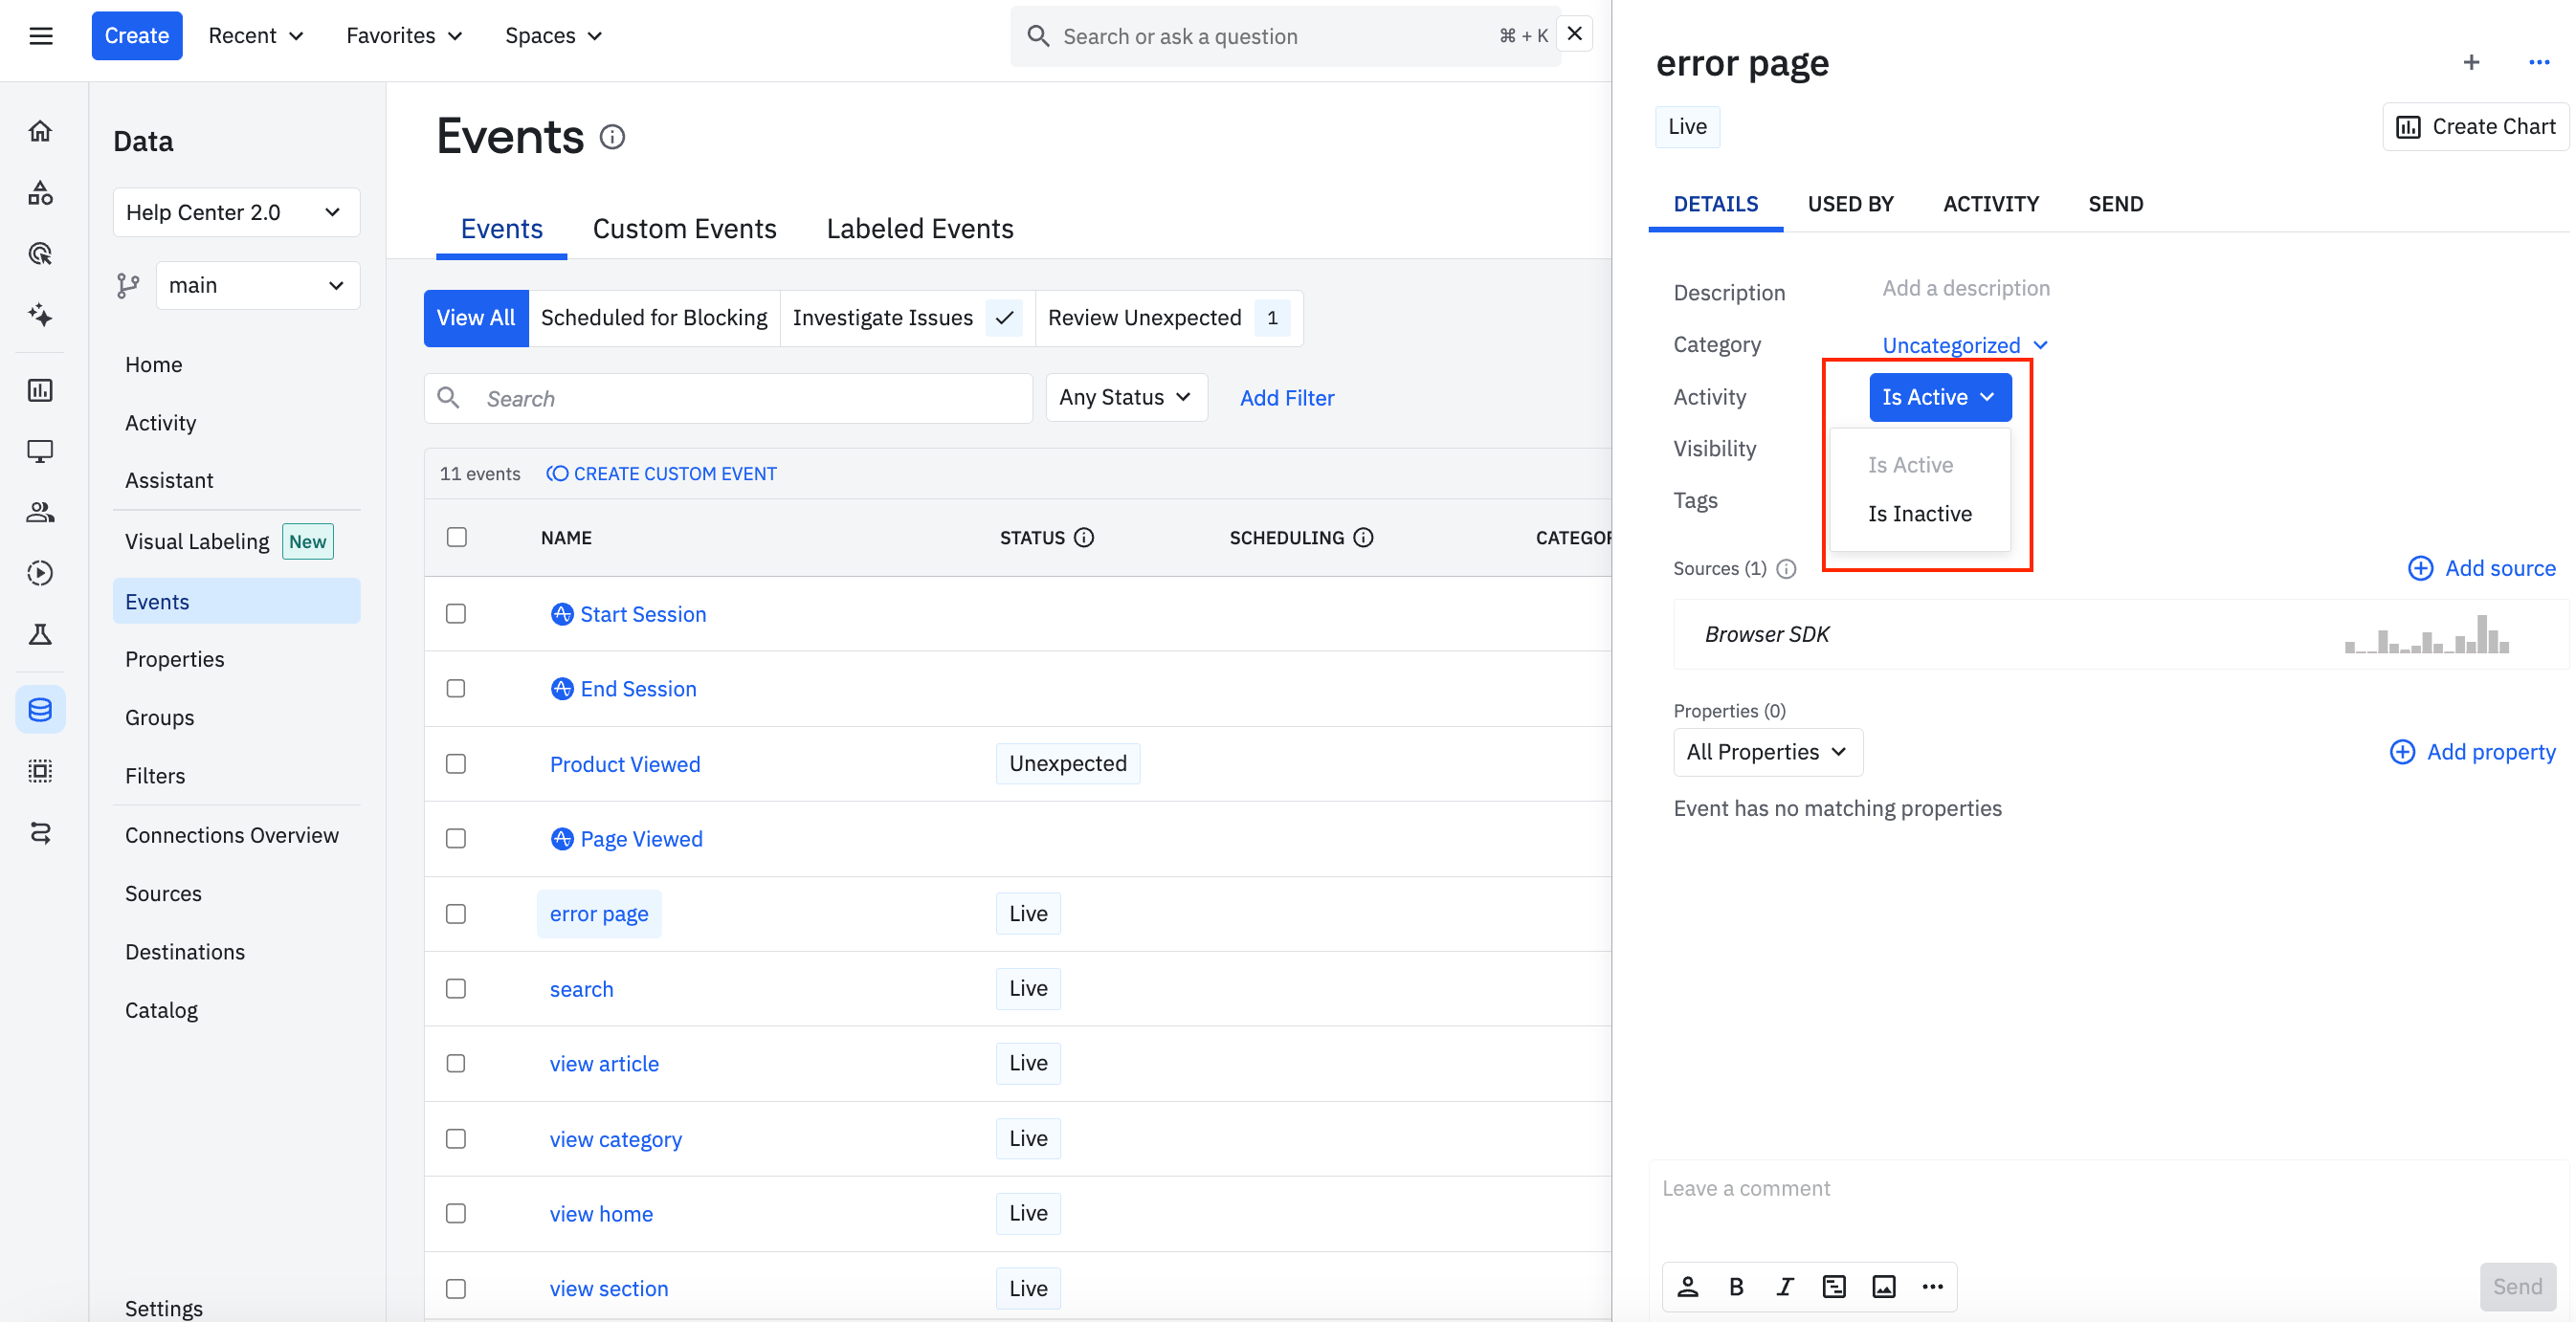 Create
Recent
Favorites
Spaces
Search or ask a question
⌘ + K
Data
Help Center 2.0
main
Home
Activity
Assistant
Visual Labeling New
Events
Properties
Groups
Filters
Connections Overview
Sources
Destinations
Catalog
Settings
Events
Events Custom Events Labeled Events
View All Scheduled for Blocking Investigate Issues Review Unexpected 1
Search Any Status Add Filter
11 events CREATE CUSTOM EVENT
NAME STATUS SCHEDULING CATEGOR
Start Session
End Session
Product Viewed Unexpected
Page Viewed
error page Live
search Live
view article Live
view category Live
view home Live
view section Live
error page
Live
Create Chart
DETAILS USED BY ACTIVITY SEND
Description Add a description
Category Uncategorized
Activity Is Active
Visibility
Is Active
Tags
Is Inactive
Sources (1) Add source
Browser SDK
Properties (0)
All Properties Add property
Event has no matching properties
Leave a comment
B I
Send